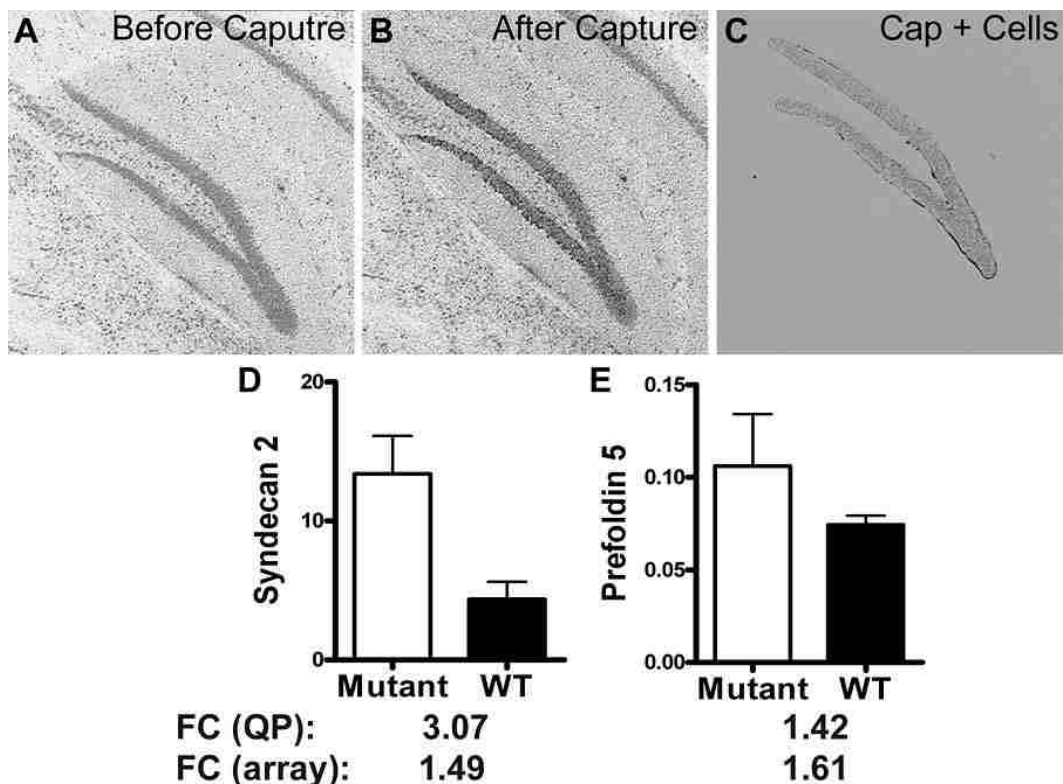 A Before Caputre
B After Capture
C Cap + Cells
D
20
10
0
Syndecan 2
Mutant WT
E
0.15
0.10
0.05
0.00
Prefoldin 5
Mutant WT
FC (QP): 3.07 1.42
FC (array): 1.49 1.61